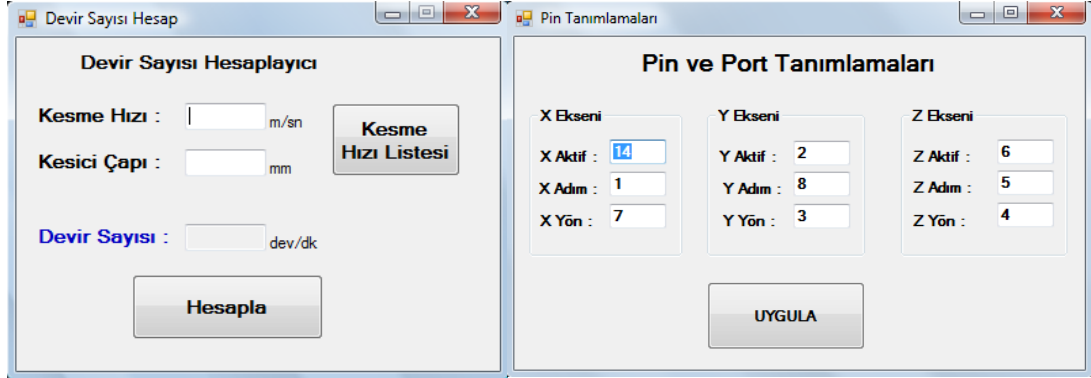 Devir Sayısı Hesap
Devir Sayısı Hesaplayıcı
Kesme Hızı :
m/sn
Kesme
Hızı Listesi
Kesici Çapı :
mm
Devir Sayısı :
dev/dk
Hesapla
Pin Tanımlamaları
Pin ve Port Tanımlamaları
X Ekseni
X Aktif : 14
X Adım : 1
X Yön : 7
Y Ekseni
Y Aktif : 2
Y Adım : 8
Y Yön : 3
Z Ekseni
Z Aktif : 6
Z Adım : 5
Z Yön : 4
UYGULA